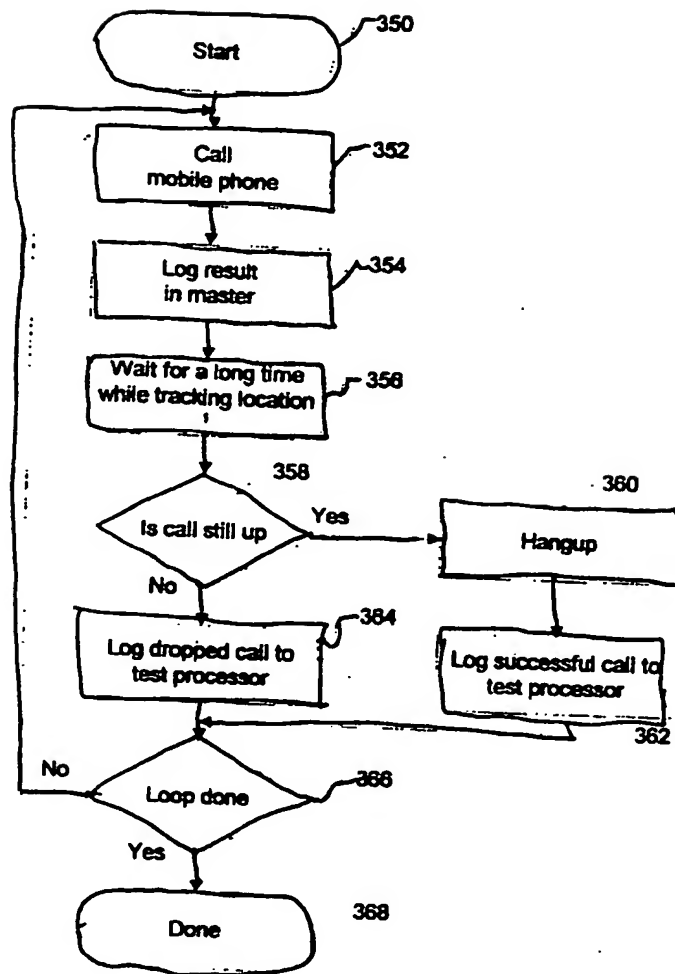 350
Start
352
Call
mobile phone
354
Log result
in master
356
Wait for a long time
while tracking location
358
Is call still up
Yes
No
360
Hangup
364
Log dropped call to
test processor
Log successful call to
test processor
362
No
Loop done
366
Yes
Done
368